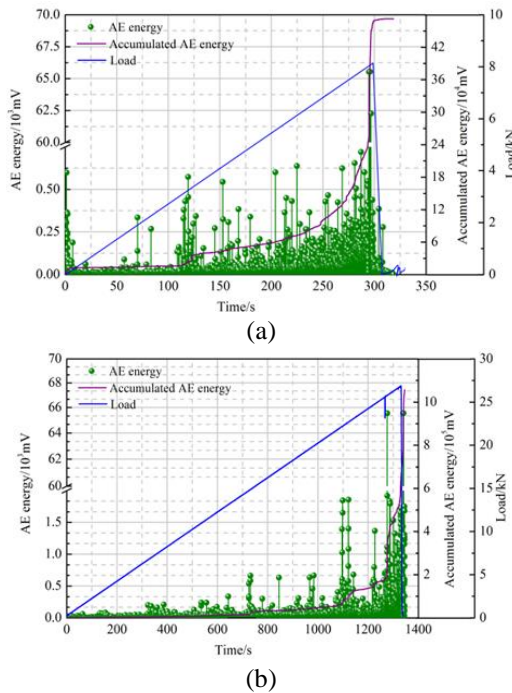 70.0
65.0
60.0
0.50
0.25
0.00
AE energy/10³mV
AE energy
Accumulated AE energy
Load
42
36
30
24
18
12
6
Accumulated AE energy/10⁴mV
10
8
6
4
2
0
Load/kN
0 50 100 150 200 250 300 350
Time/s
(a)
70
68
66
64
62
60
1.5
1.0
0.5
0.0
AE energy/10³mV
AE energy
Accumulated AE energy
Load
10
8
6
4
2
Accumulated AE energy/10⁵mV
30
25
20
15
10
5
0
Load/kN
0 200 400 600 800 1000 1200 1400
Time/s
(b)